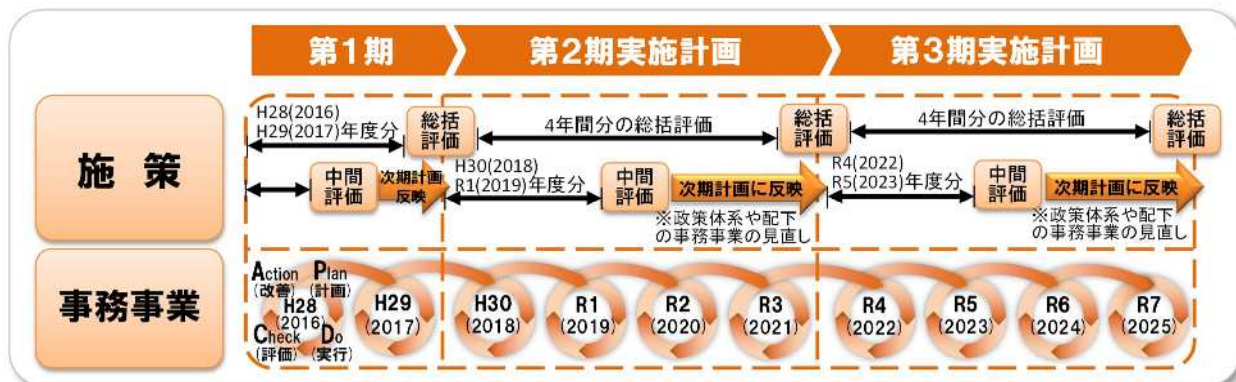 第1期
第2期実施計画
第3期実施計画
施 策
H28(2016)
H29(2017)年度分
総括
評価
中間
評価
次期計画
反映
4年間分の総括評価
総括
評価
H30(2018)
R1(2019)年度分
中間
評価
次期計画に反映
※政策体系や配下
の事務事業の見直し
4年間分の総括評価
総括
評価
R4(2022)
R5(2023)年度分
中間
評価
次期計画に反映
※政策体系や配下
の事務事業の見直し
事務事業
Action Plan
(改善) (計画)
H28
(2016)
Check Do
(評価) (実行)
H29
(2017)
H30
(2018)
R1
(2019)
R2
(2020)
R3
(2021)
R4
(2022)
R5
(2023)
R6
(2024)
R7
(2025)